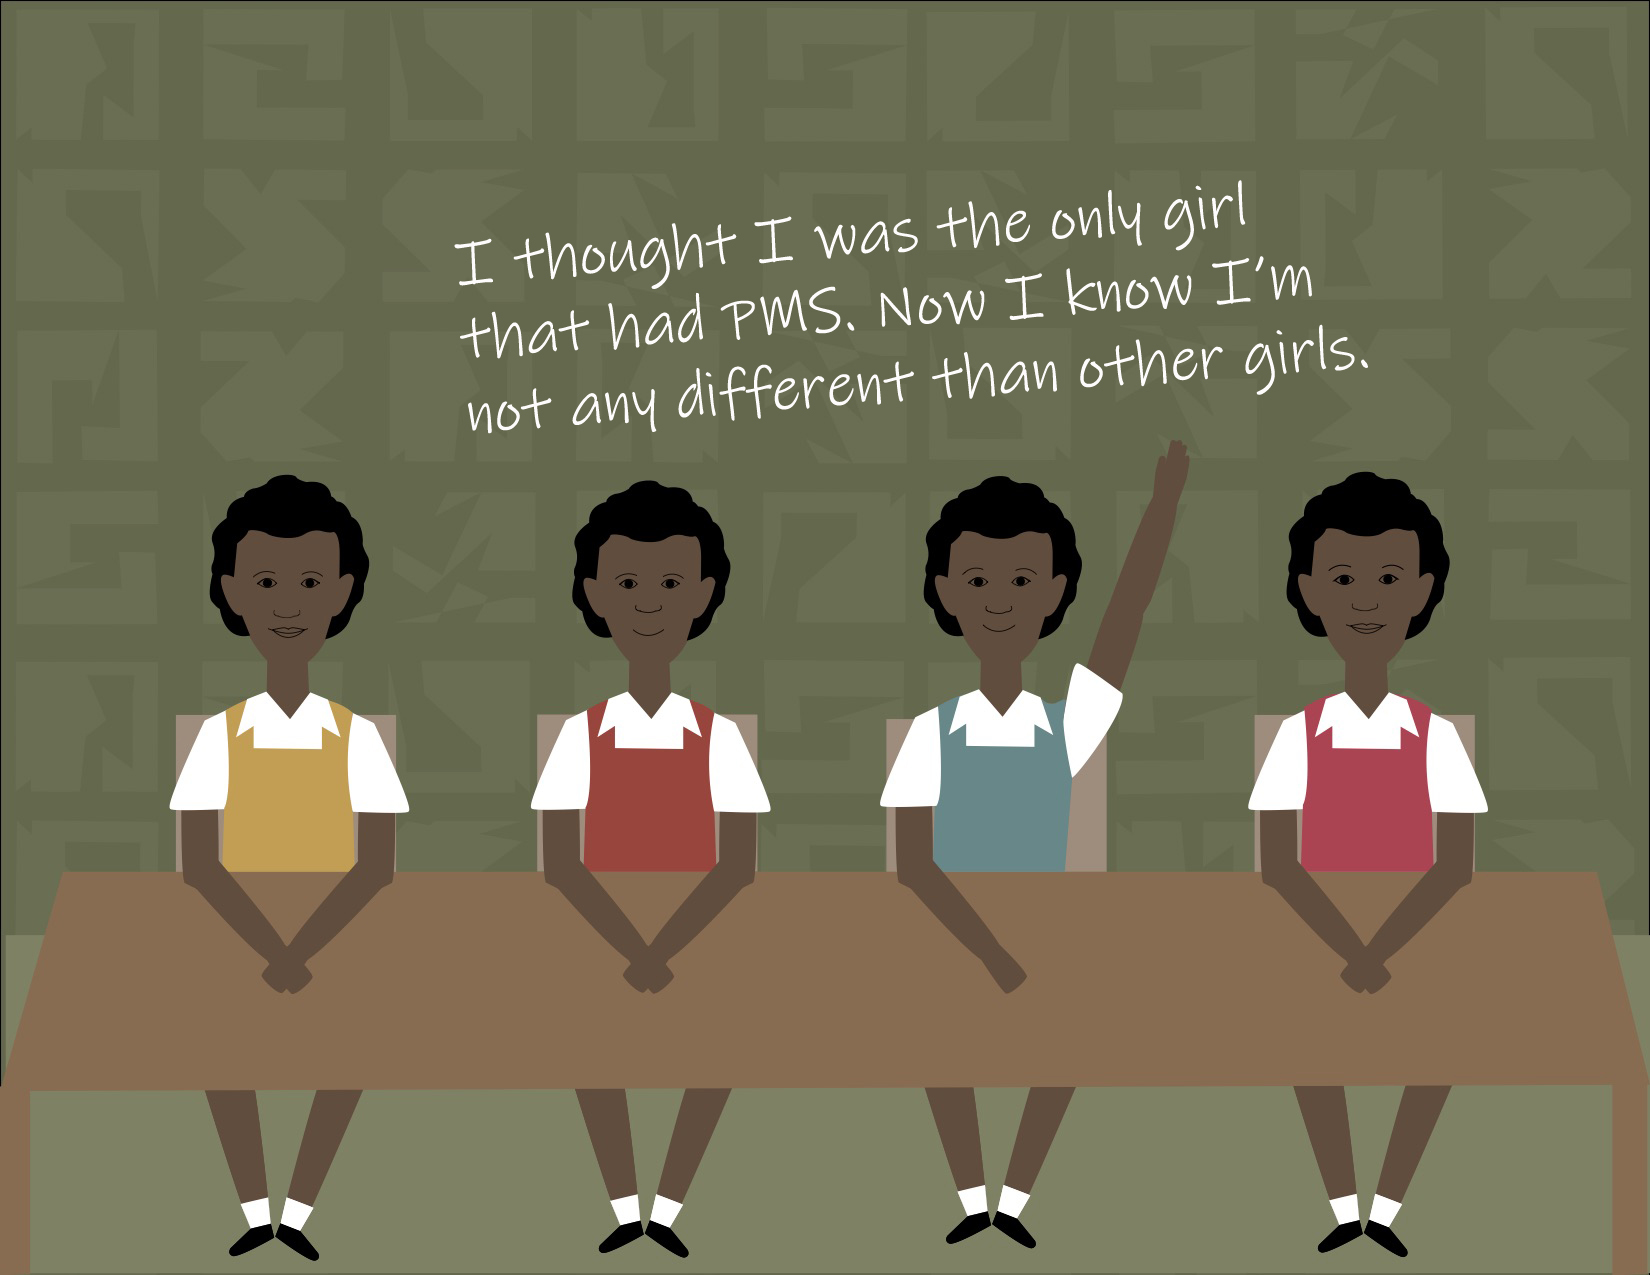 I thought I was the only girl
that had PMS. Now I know I'm
not any different than other girls.